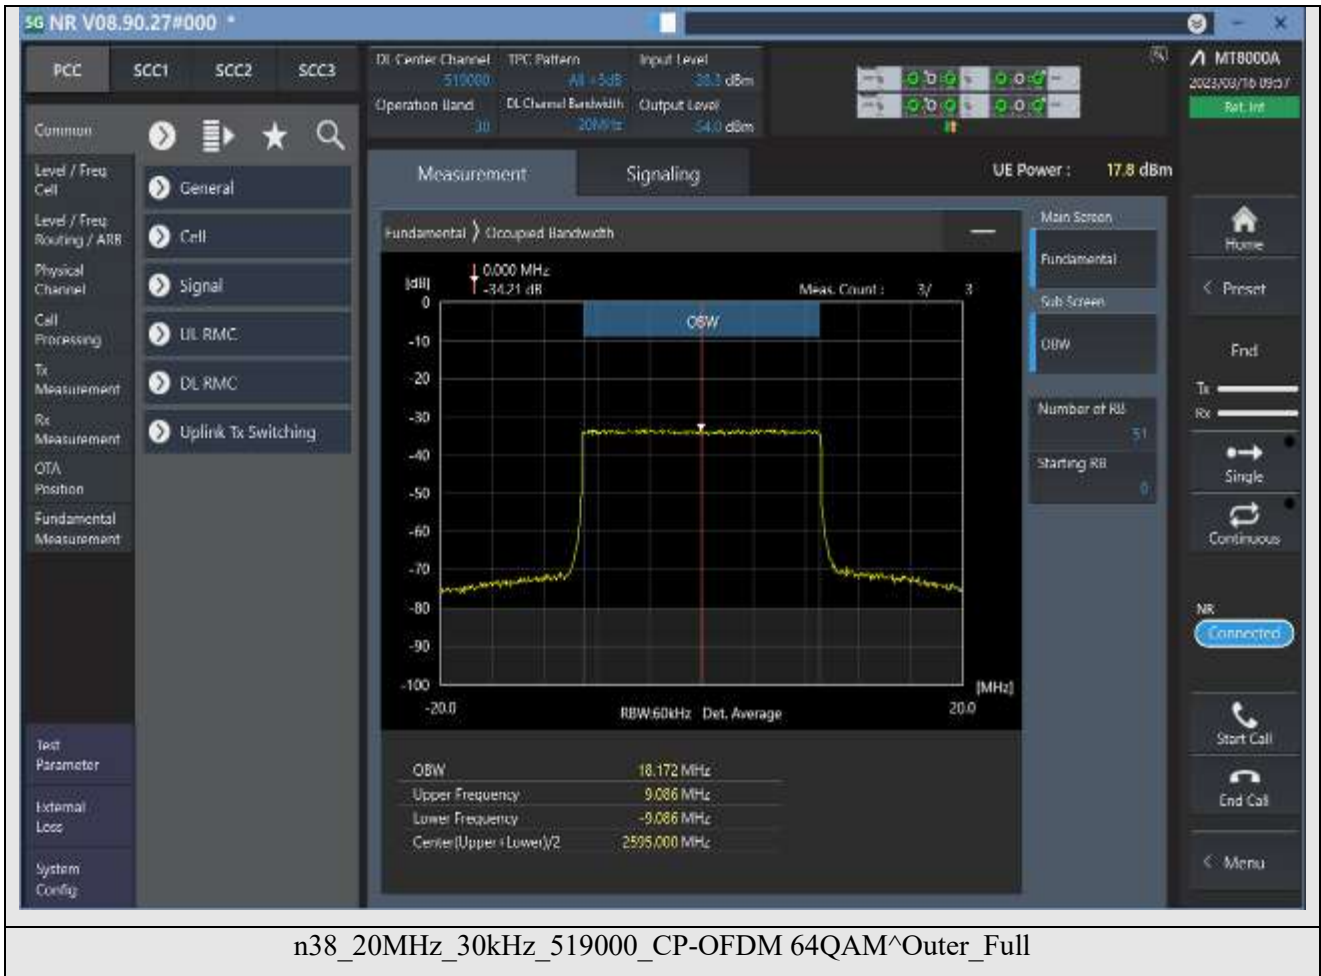 SG NR V08.90.27#000 *
PCC SCC1 SCC2 SCC3
DL Center Channel TPC Pattern Input Level
519000 All +3dB 28.3 dBm
Operation Band DL Channel Bandwidth Output Level
20MHz -54.0 dBm
MT8000A
2023/03/16 09:57
Ret. Int
Common
Level / Freq
Cell
Level / Freq
Routing / ARB
Physical
Channel
Call
Processing
Tx
Measurement
Rx
Measurement
OTA
Position
Fundamental
Measurement
Test
Parameter
External
Loss
System
Config
General
Cell
Signal
UL RMC
DL RMC
Uplink Tx Switching
Measurement Signaling
UE Power : 17.8 dBm
Fundamental Occupied Bandwidth
[dB]
0.000 MHz
-34.21 dB
Meas. Count : 3/ 3
OBW
0
-10
-20
-30
-40
-50
-60
-70
-80
-90
-100
[MHz]
-20.0 20.0
RBW:60kHz Det. Average
OBW 18.172 MHz
Upper Frequency 9.086 MHz
Lower Frequency -9.086 MHz
Center(Upper+Lower)/2 2595.000 MHz
Main Screen
Fundamental
Sub Screen
OBW
Number of RB
51
Starting RB
0
Home
Preset
End
Tx
Rx
Single
Continuous
NR
Connected
Start Call
End Call
Menu
n38_20MHz_30kHz_519000_CP-OFDM 64QAM^Outer_Full